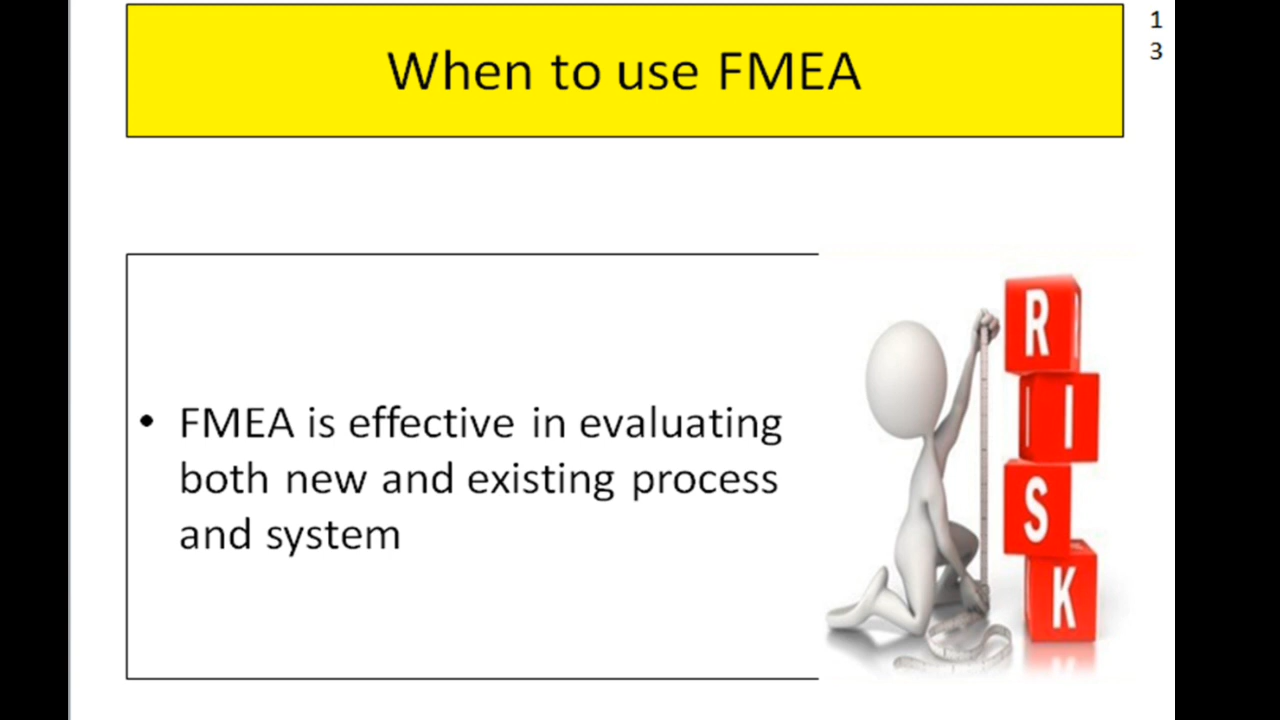 When to use FMEA
1
3
• FMEA is effective in evaluating
both new and existing process
and system
R
I
S
K